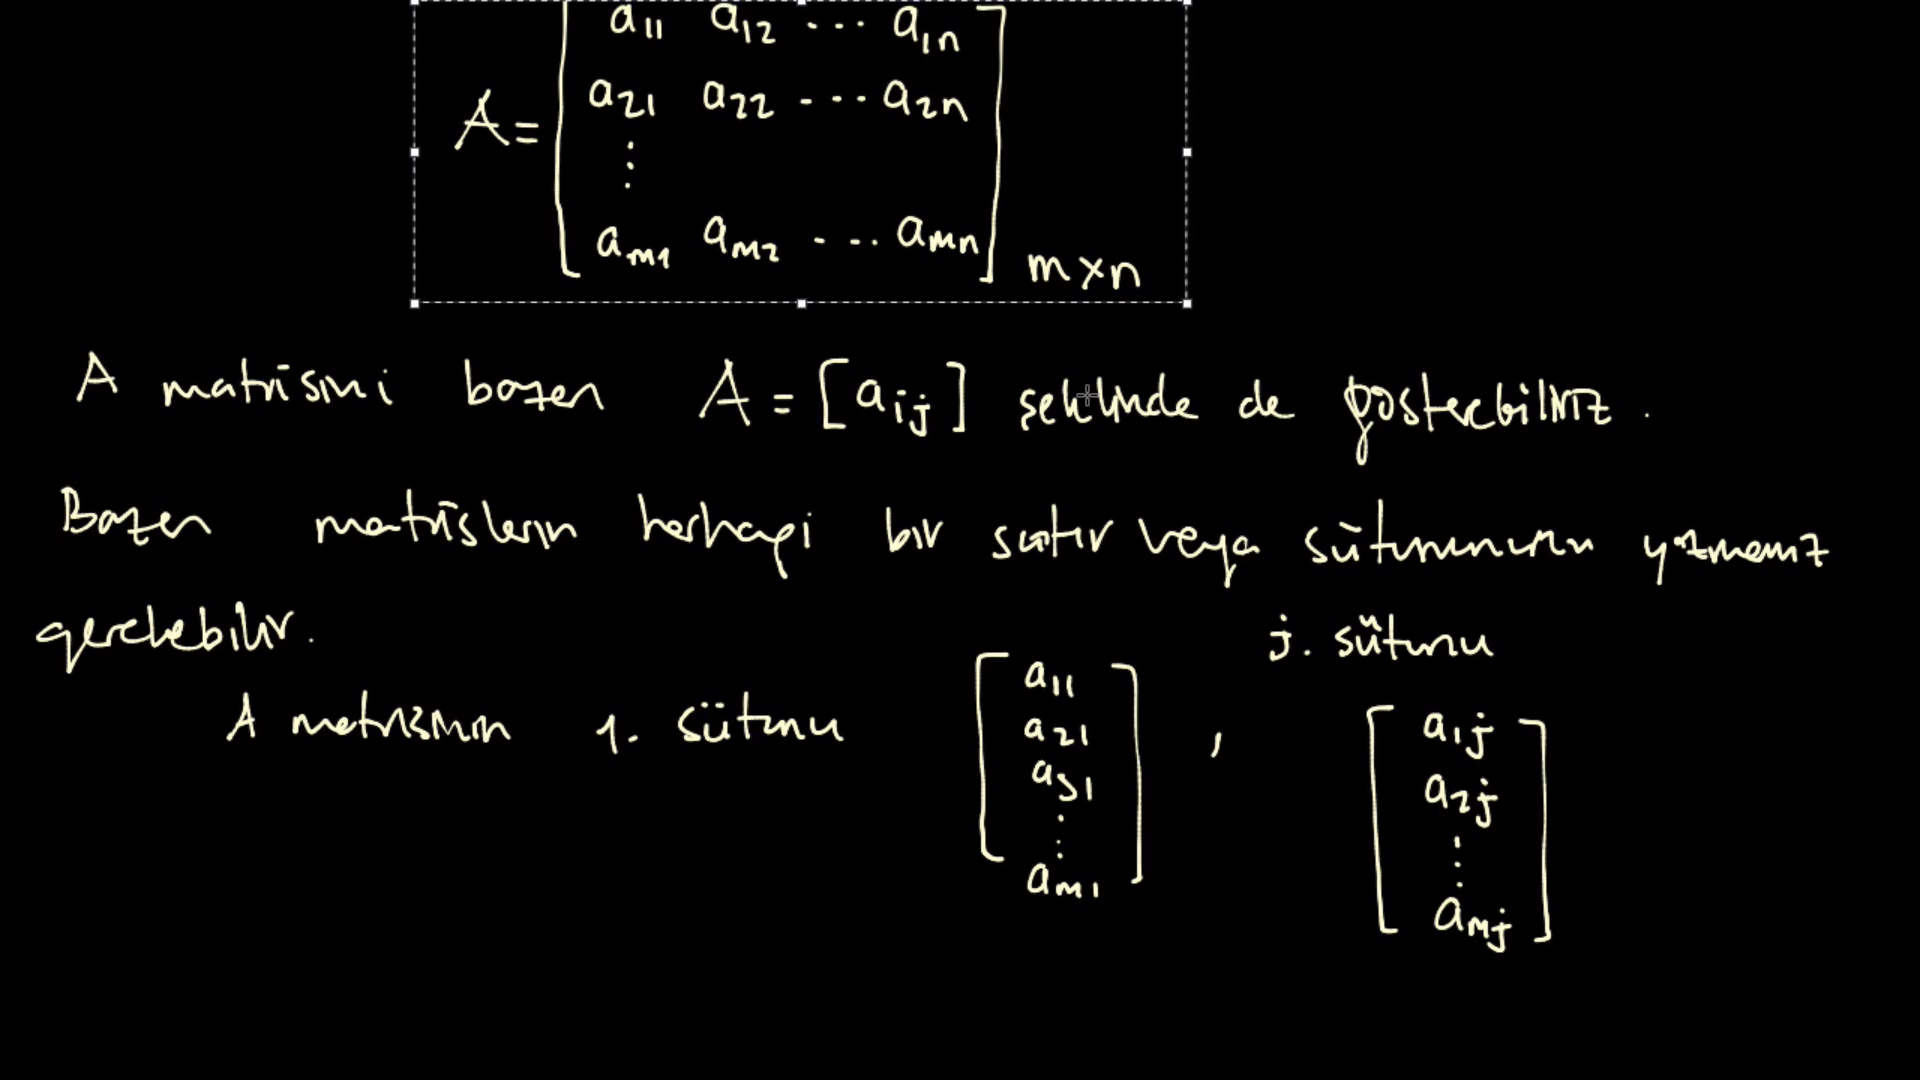 A = [ a11 a12 ... a1n
a21 a22 ... a2n
⋮
am1 am2 ... amn ] m×n
A matrisini bazen A = [aij] şeklinde de gösterebiliriz.
Bazen matrislerin herhangi bir satır veya sütununun yazmamız
gerekebilir.
j. sütunu
A matrisinin 1. sütunu [ a11 a21 a31 ⋮ am1 ] , [ a1j a2j ⋮ amj ]